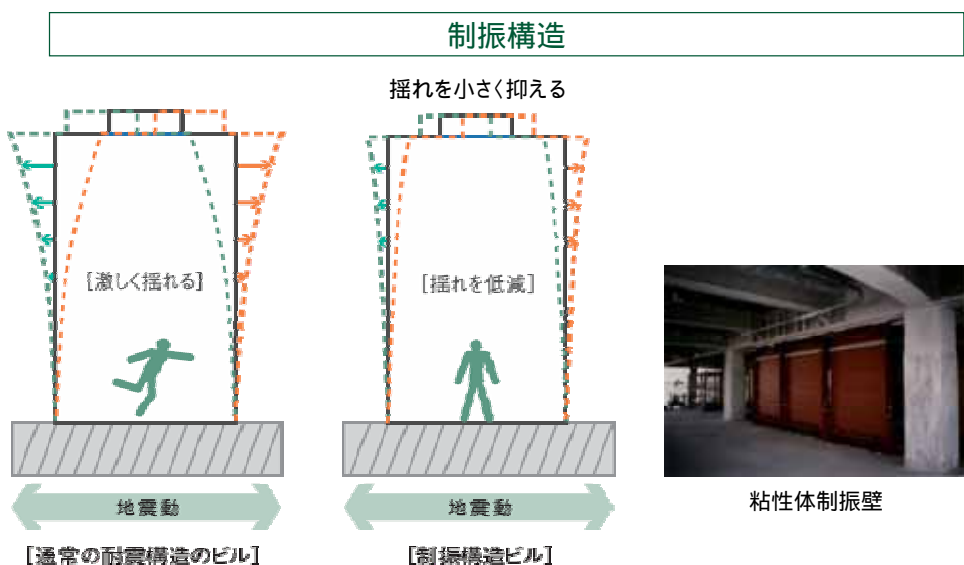 制振構造
揺れを小さく抑える
[激しく揺れる]
[揺れを低減]
地震動
地震動
粘性体制振壁
[通常の耐震構造のビル]
[制振構造ビル]